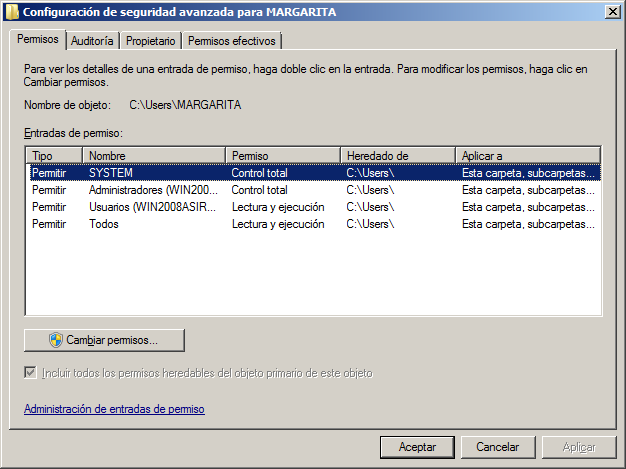 Configuración de seguridad avanzada para MARGARITA
Permisos Auditoría Propietario Permisos efectivos
Para ver los detalles de una entrada de permiso, haga doble clic en la entrada. Para modificar los permisos, haga clic en
Cambiar permisos.
Nombre de objeto: C:\Users\MARGARITA
Entradas de permiso:
Tipo Nombre Permiso Heredado de Aplicar a
Permitir SYSTEM Control total C:\Users\ Esta carpeta, subcarpetas...
Permitir Administradores (WIN200... Control total C:\Users\ Esta carpeta, subcarpetas...
Permitir Usuarios (WIN2008ASIR... Lectura y ejecución C:\Users\ Esta carpeta, subcarpetas...
Permitir Todos Lectura y ejecución C:\Users\ Esta carpeta, subcarpetas...
Cambiar permisos...
Incluir todos los permisos heredables del objeto primario de este objeto
Administración de entradas de permiso
Aceptar Cancelar Aplicar